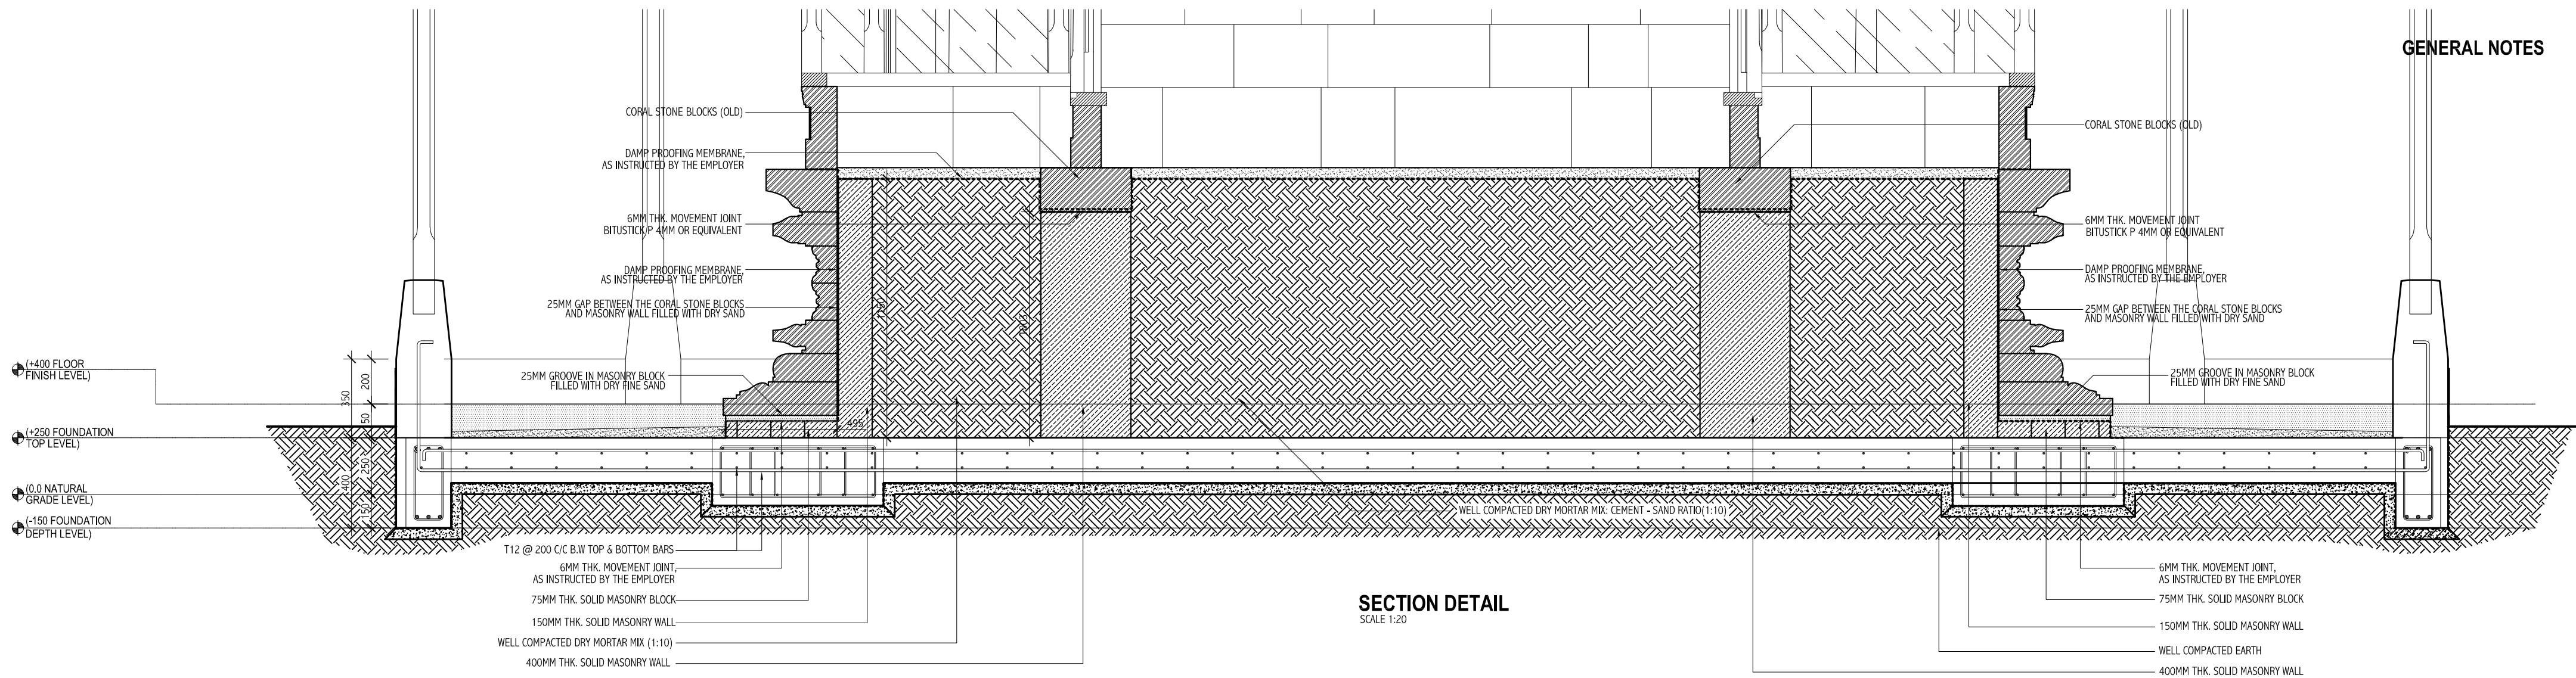 GENERAL NOTES
CORAL STONE BLOCKS (OLD)
DAMP PROOFING MEMBRANE,
AS INSTRUCTED BY THE EMPLOYER
6MM THK. MOVEMENT JOINT
BITUSTICK P 4MM OR EQUIVALENT
DAMP PROOFING MEMBRANE,
AS INSTRUCTED BY THE EMPLOYER
25MM GAP BETWEEN THE CORAL STONE BLOCKS
AND MASONRY WALL FILLED WITH DRY SAND
25MM GROOVE IN MASONRY BLOCK
FILLED WITH DRY FINE SAND
(+400 FLOOR
FINISH LEVEL)
(+250 FOUNDATION
TOP LEVEL)
(0.0 NATURAL
GRADE LEVEL)
(-150 FOUNDATION
DEPTH LEVEL)
350
200
400
250
150
495
T12 @ 200 C/C B.W TOP & BOTTOM BARS
6MM THK. MOVEMENT JOINT,
AS INSTRUCTED BY THE EMPLOYER
75MM THK. SOLID MASONRY BLOCK
150MM THK. SOLID MASONRY WALL
WELL COMPACTED DRY MORTAR MIX (1:10)
400MM THK. SOLID MASONRY WALL
WELL COMPACTED DRY MORTAR MIX: CEMENT - SAND RATIO(1:10)
SECTION DETAIL
SCALE 1:20
CORAL STONE BLOCKS (OLD)
6MM THK. MOVEMENT JOINT
BITUSTICK P 4MM OR EQUIVALENT
DAMP PROOFING MEMBRANE,
AS INSTRUCTED BY THE EMPLOYER
25MM GAP BETWEEN THE CORAL STONE BLOCKS
AND MASONRY WALL FILLED WITH DRY SAND
25MM GROOVE IN MASONRY BLOCK
FILLED WITH DRY FINE SAND
6MM THK. MOVEMENT JOINT,
AS INSTRUCTED BY THE EMPLOYER
75MM THK. SOLID MASONRY BLOCK
150MM THK. SOLID MASONRY WALL
WELL COMPACTED EARTH
400MM THK. SOLID MASONRY WALL